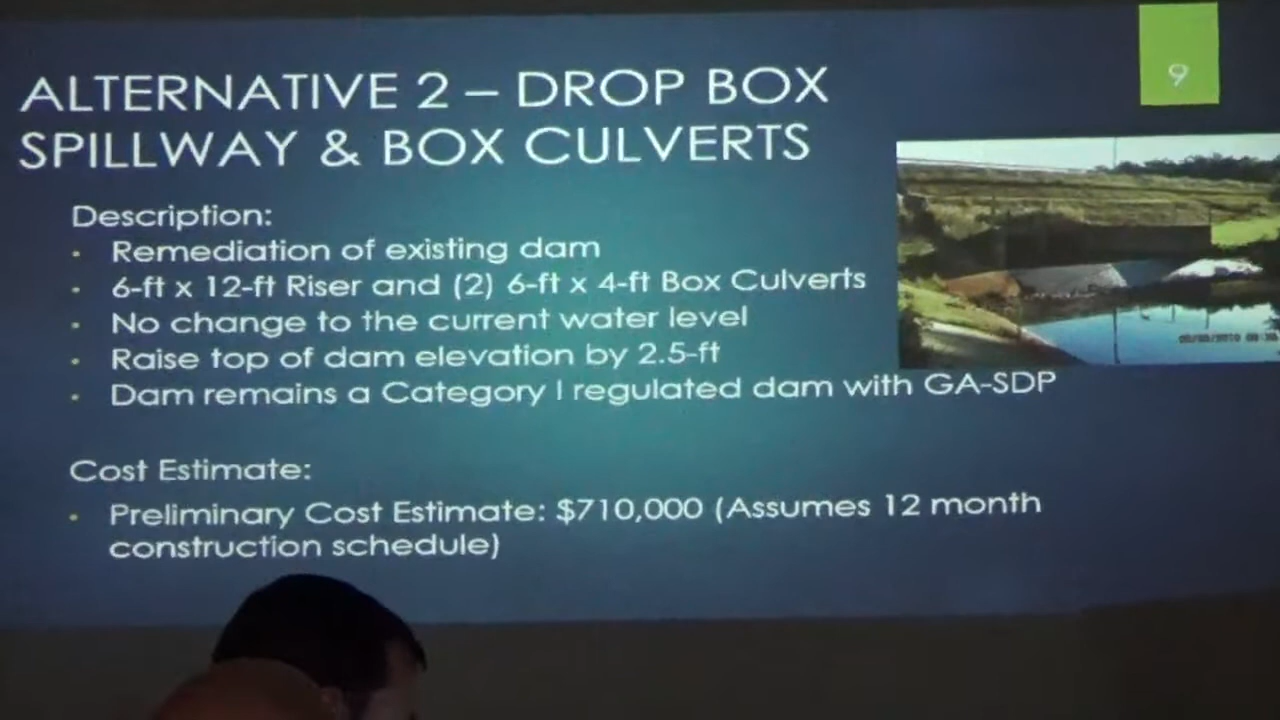 9
ALTERNATIVE 2 – DROP BOX
SPILLWAY & BOX CULVERTS
Description:
• Remediation of existing dam
• 6-ft x 12-ft Riser and (2) 6-ft x 4-ft Box Culverts
• No change to the current water level
• Raise top of dam elevation by 2.5-ft
• Dam remains a Category I regulated dam with GA-SDP
Cost Estimate:
• Preliminary Cost Estimate: $710,000 (Assumes 12 month
construction schedule)